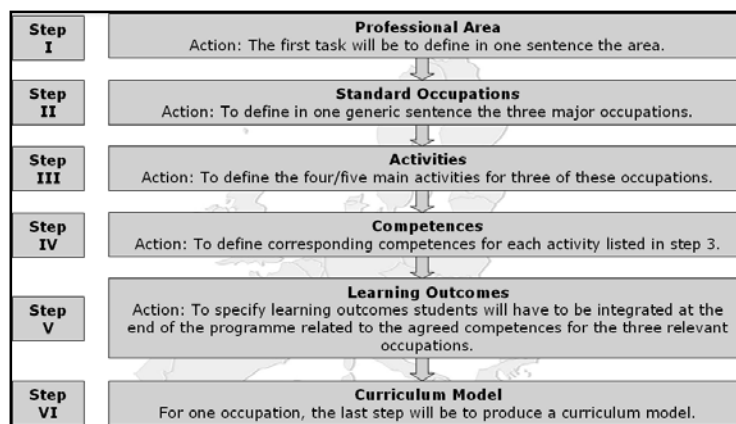 Step
I
Professional Area
Action: The first task will be to define in one sentence the area.
Step
II
Standard Occupations
Action: To define in one generic sentence the three major occupations.
Step
III
Activities
Action: To define the four/five main activities for three of these occupations.
Step
IV
Competences
Action: To define corresponding competences for each activity listed in step 3.
Step
V
Learning Outcomes
Action: To specify learning outcomes students will have to be integrated at the
end of the programme related to the agreed competences for the three relevant
occupations.
Step
VI
Curriculum Model
For one occupation, the last step will be to produce a curriculum model.